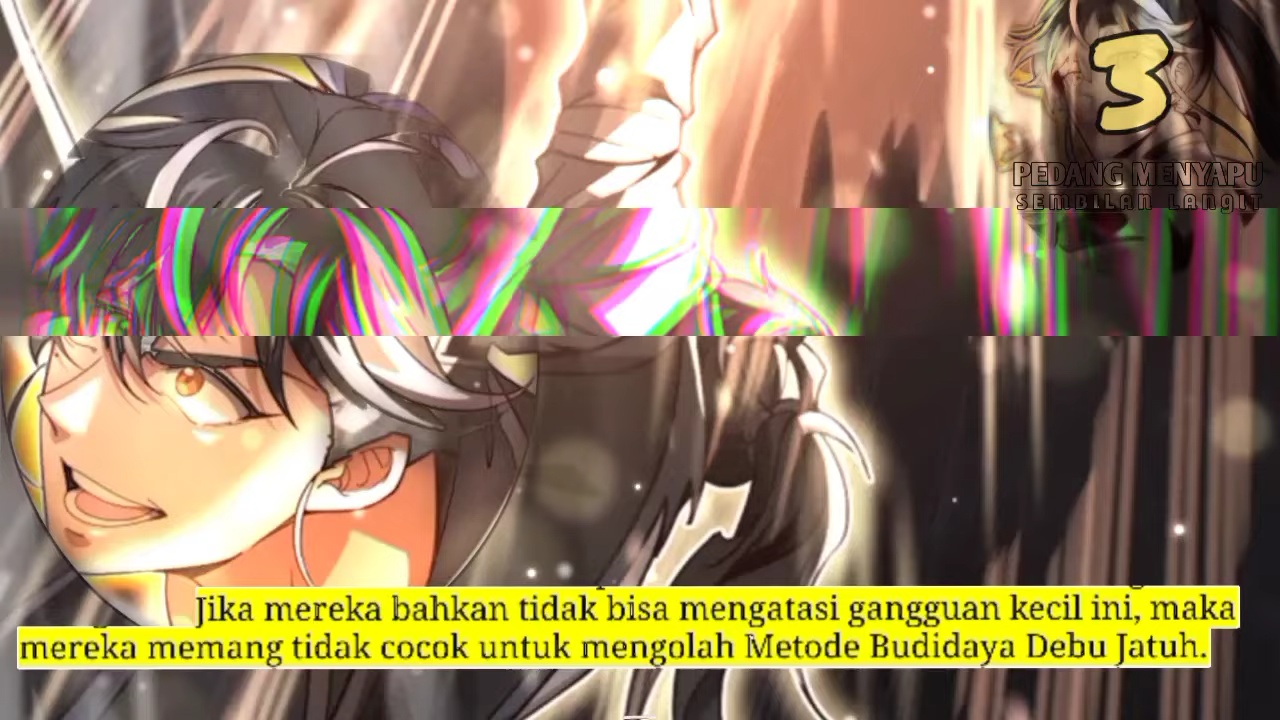 3
PEDANG MENYAPU
SEMBILAN LANGIT
Jika mereka bahkan tidak bisa mengatasi gangguan kecil ini, maka
mereka memang tidak cocok untuk mengolah Metode Budidaya Debu Jatuh.